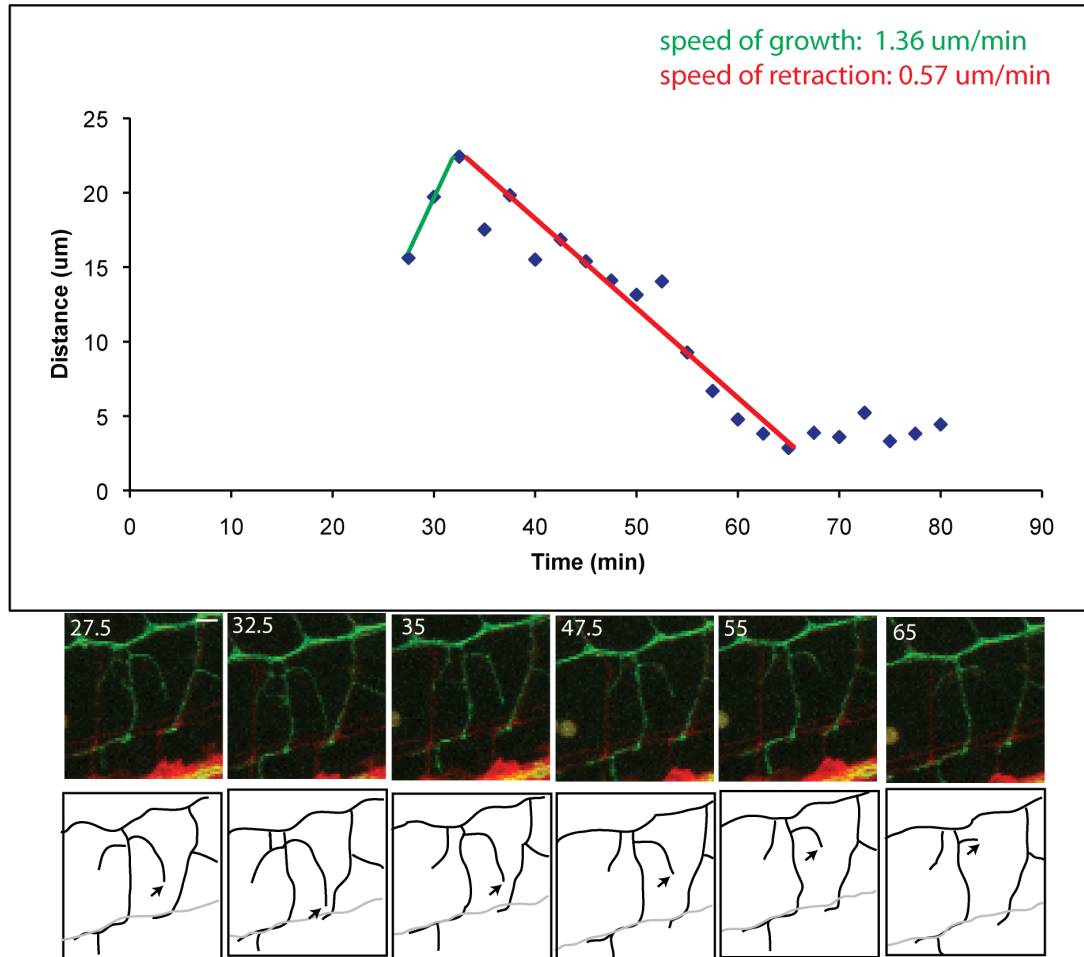 speed of growth: 1.36 um/min
speed of retraction: 0.57 um/min
25
20
15
10
5
0
Distance (um)
0 10 20 30 40 50 60 70 80 90
Time (min)
27.5 32.5 35 47.5 55 65